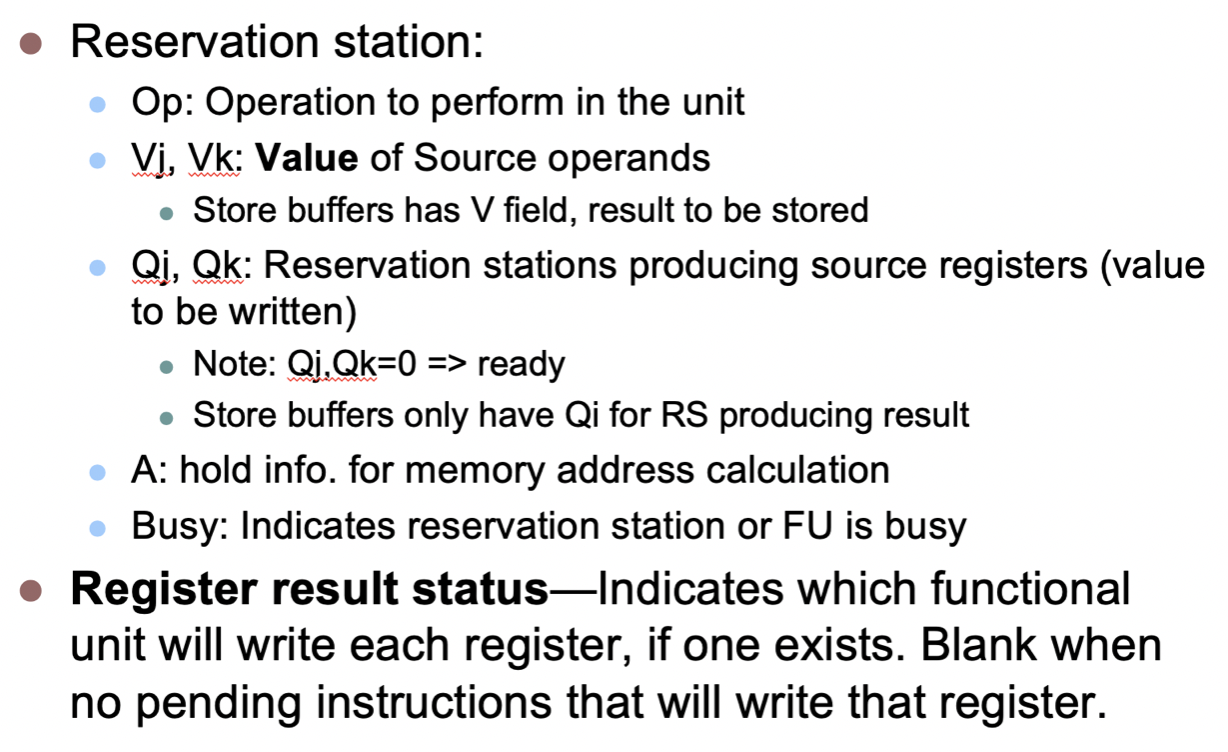 Reservation station:
Op: Operation to perform in the unit
Vj, Vk: Value of Source operands
Store buffers has V field, result to be stored
Qj, Qk: Reservation stations producing source registers (value
to be written)
Note: Qj,Qk=0 => ready
Store buffers only have Qi for RS producing result
A: hold info. for memory address calculation
Busy: Indicates reservation station or FU is busy
Register result status—Indicates which functional
unit will write each register, if one exists. Blank when
no pending instructions that will write that register.